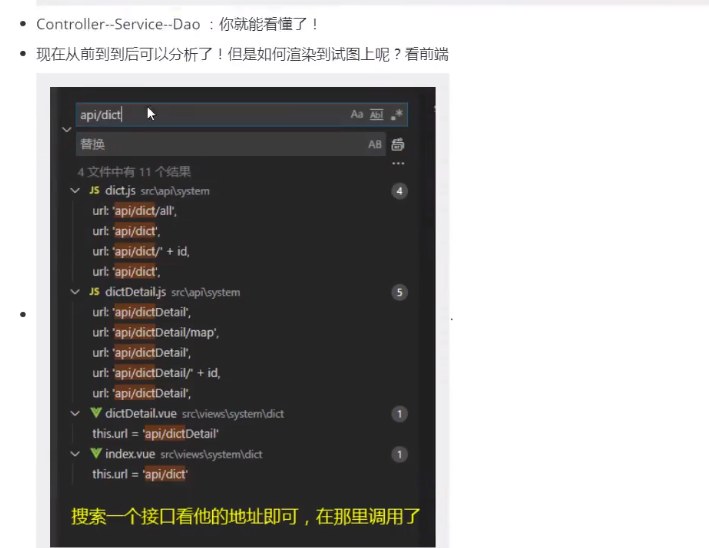 Controller--Service--Dao ：你就能看懂了！
现在从前到到后可以分析了！但是如何渲染到试图上呢？看前端
api/dict
Aa Abl .*
替换
AB
...
4 文件中有 11 个结果
JS dict.js src\api\system 4
url: 'api/dict/all',
url: 'api/dict',
url: 'api/dict/' + id,
url: 'api/dict',
JS dictDetail.js src\api\system 5
url: 'api/dictDetail',
url: 'api/dictDetail/map',
url: 'api/dictDetail',
url: 'api/dictDetail/' + id,
url: 'api/dictDetail',
dictDetail.vue src\views\system\dict 1
this.url = 'api/dictDetail'
index.vue src\views\system\dict 1
this.url = 'api/dict'
搜索一个接口看他的地址即可，在那里调用了
.